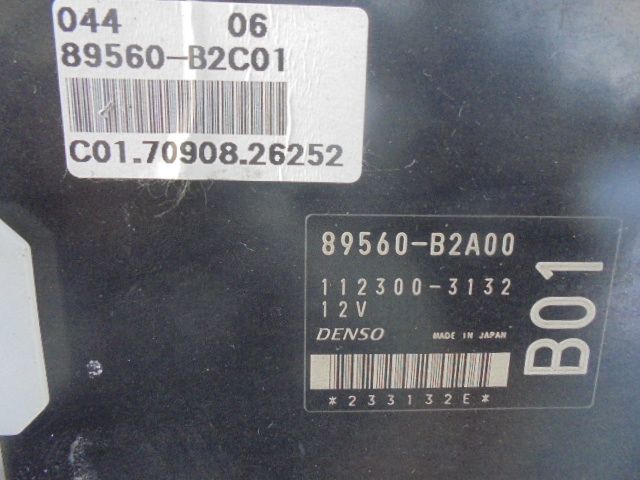 044 06
89560-B2C01
C01.70908.26252
89560-B2A00
112300-3132
12V
DENSO MADE IN JAPAN
*233132E*
B01